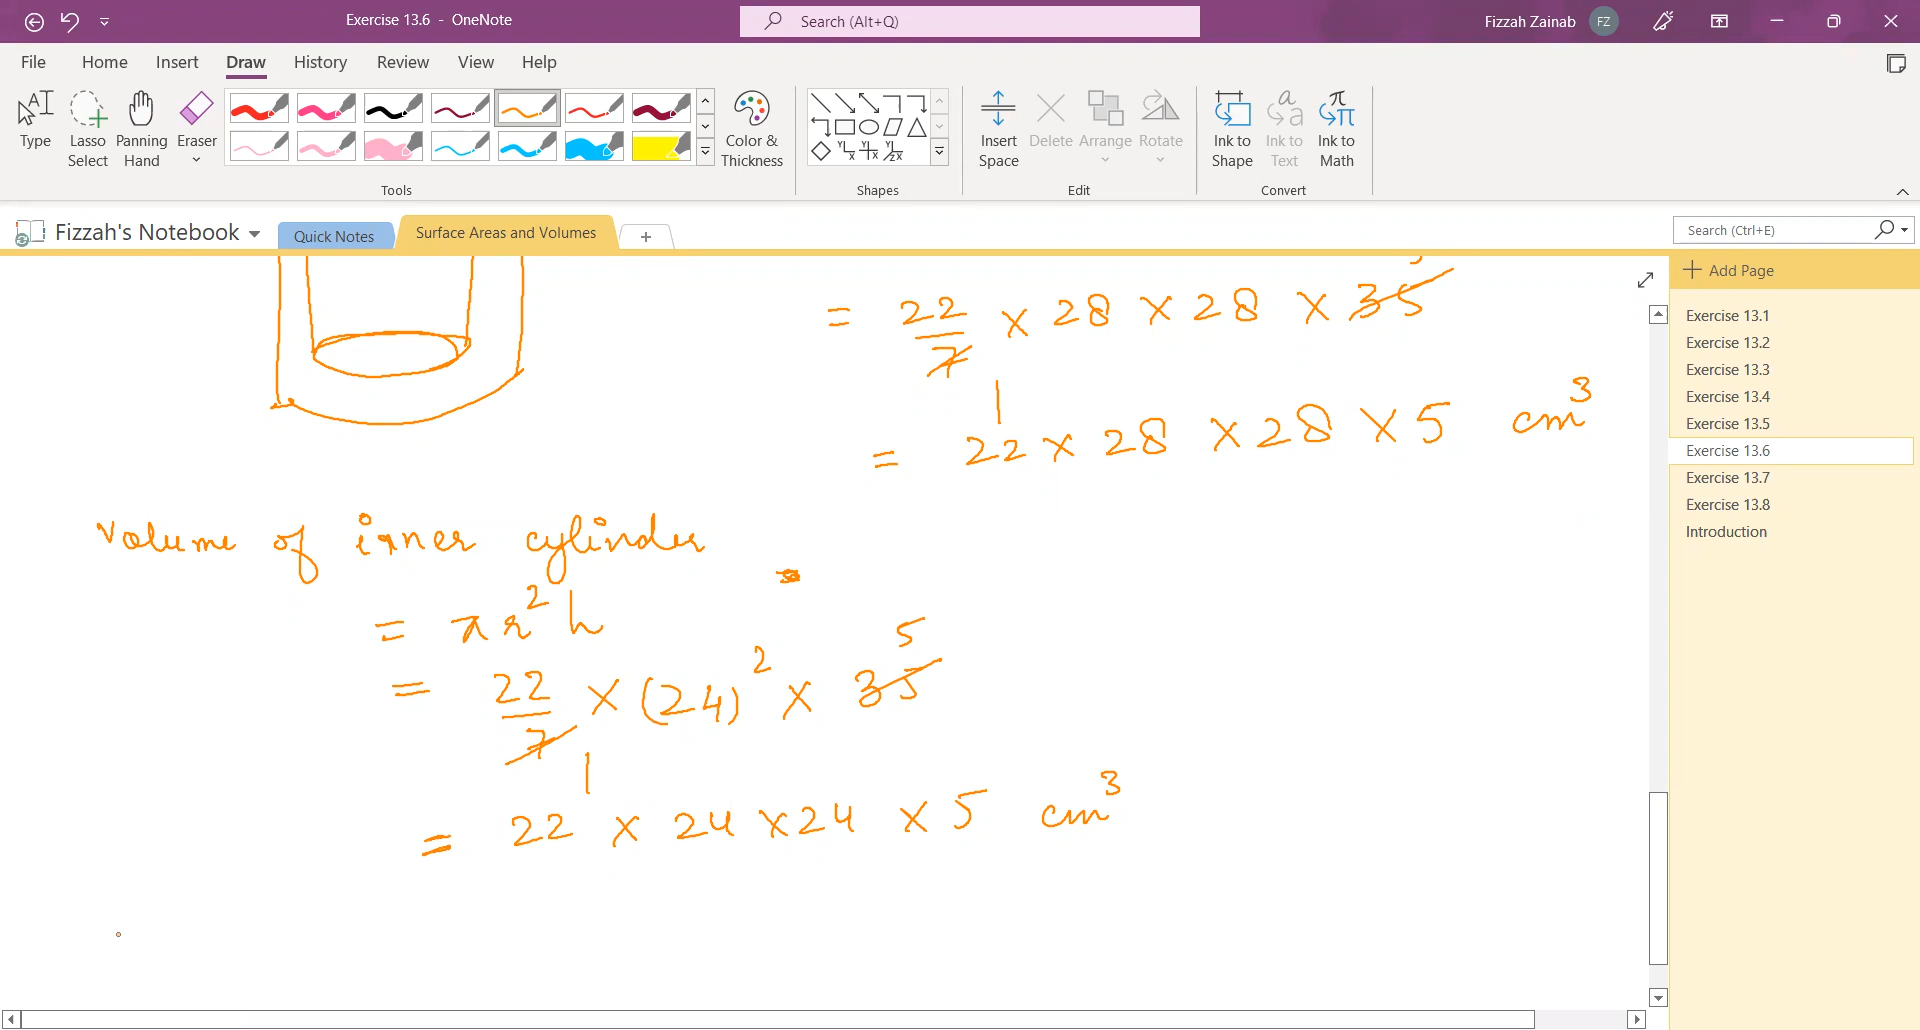 Exercise 13.6 - OneNote
Search (Alt+Q)
Fizzah Zainab
FZ
File Home Insert Draw History Review View Help
Type
Lasso Select
Panning Hand
Eraser
Color & Thickness
Insert Space
Delete
Arrange
Rotate
Ink to Shape
Ink to Text
Ink to Math
Tools
Shapes
Edit
Convert
Fizzah's Notebook
Quick Notes
Surface Areas and Volumes
Search (Ctrl+E)
Add Page
Exercise 13.1
Exercise 13.2
Exercise 13.3
Exercise 13.4
Exercise 13.5
Exercise 13.6
Exercise 13.7
Exercise 13.8
Introduction
= 22/7 × 28 × 28 × 35
1
= 22 × 28 × 28 × 5 cm³
Volume of inner cylinder
= πr²h
5
= 22/7 × (24)² × 35
1
= 22 × 24 × 24 × 5 cm³